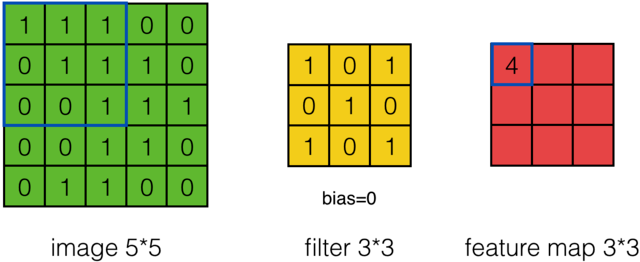 1 1 1 0 0
0 1 1 1 0
0 0 1 1 1
0 0 1 1 0
0 1 1 0 0
image 5*5
1 0 1
0 1 0
1 0 1
bias=0
filter 3*3
4
feature map 3*3